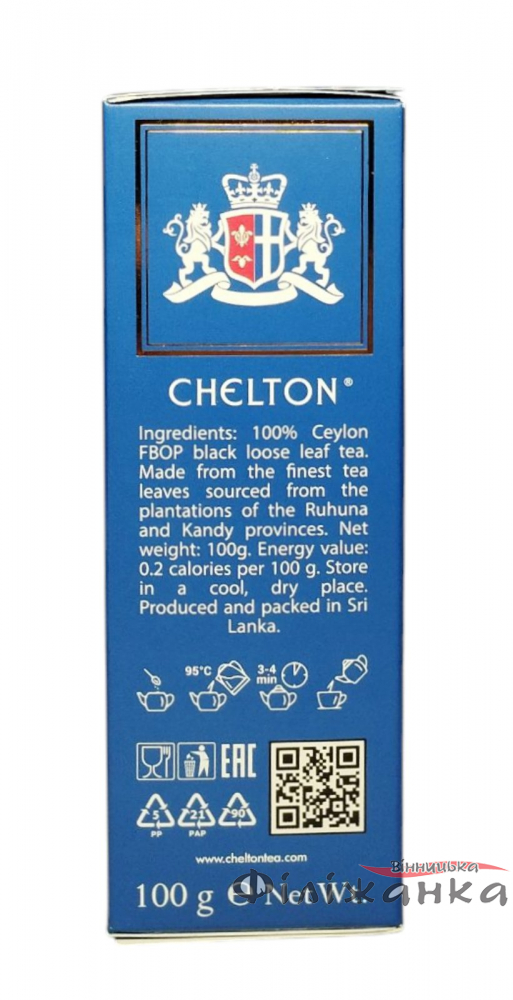 CHELTON®
Ingredients: 100% Ceylon
FBOP black loose leaf tea.
Made from the finest tea
leaves sourced from the
plantations of the Ruhuna
and Kandy provinces. Net
weight: 100g. Energy value:
0.2 calories per 100 g. Store
in a cool, dry place.
Produced and packed in Sri
Lanka.
95°C
3-4
min
EAC
5
PP
21
PAP
90
www.cheltontea.com
100 g ℮ Net Wt.
Вінницька
Філіжанка